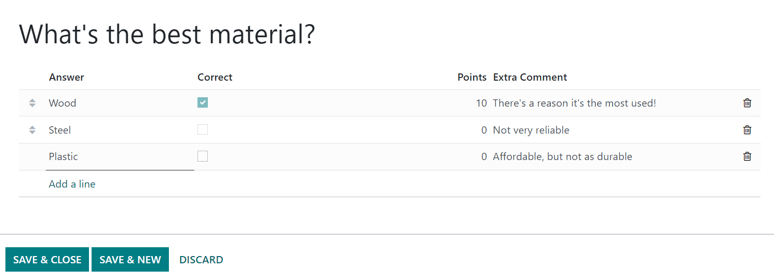 What's the best material?
Answer Correct Points Extra Comment
Wood 10 There's a reason it's the most used!
Steel 0 Not very reliable
Plastic 0 Affordable, but not as durable
Add a line
SAVE & CLOSE SAVE & NEW DISCARD